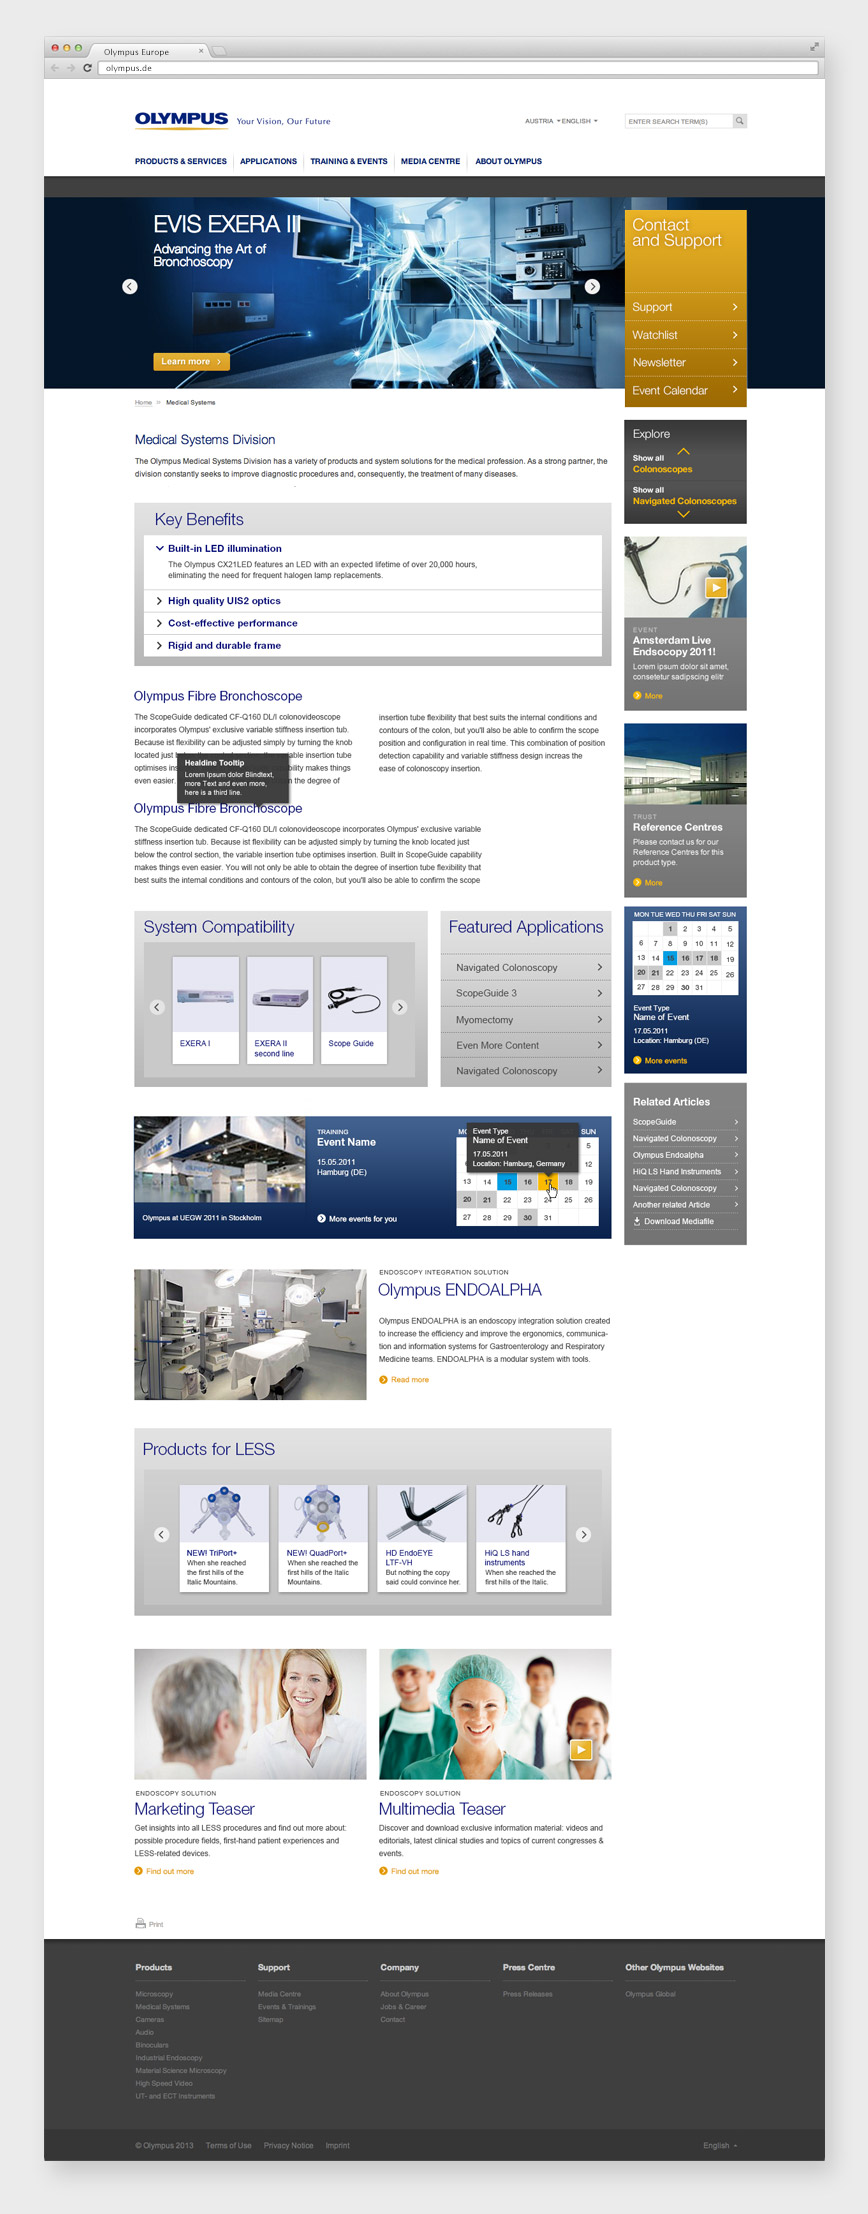 Olympus Europe
olympus.de
OLYMPUS Your Vision, Our Future
AUSTRIA ENGLISH
ENTER SEARCH TERM(S)
PRODUCTS & SERVICES APPLICATIONS TRAINING & EVENTS MEDIA CENTRE ABOUT OLYMPUS
EVIS EXERA III
Advancing the Art of
Bronchoscopy
Learn more
Contact
and Support
Support
Watchlist
Newsletter
Event Calendar
Home » Medical Systems
Medical Systems Division
The Olympus Medical Systems Division has a variety of products and system solutions for the medical profession. As a strong partner, the
division constantly seeks to improve diagnostic procedures and, consequently, the treatment of many diseases.
Explore
Show all
Colonoscopes
Show all
Navigated Colonoscopes
Key Benefits
Built-in LED illumination
The Olympus CX21LED features an LED with an expected lifetime of over 20,000 hours,
eliminating the need for frequent halogen lamp replacements.
High quality UIS2 optics
Cost-effective performance
Rigid and durable frame
EVENT
Amsterdam Live
Endsocopy 2011!
Lorem ipsum dolor sit amet,
consetetur sadipscing elitr
More
Olympus Fibre Bronchoscope
The ScopeGuide dedicated CF-Q160 DL/I colonovideoscope
incorporates Olympus' exclusive variable stiffness insertion tub.
Because ist flexibility can be adjusted simply by turning the knob
located just variable insertion tube
optimises ins ability makes things
even easier. n the degree of
insertion tube flexibility that best suits the internal conditions and
contours of the colon, but you'll also be able to confirm the scope
position and configuration in real time. This combination of position
detection capability and variable stiffness design increas the
ease of colonoscopy insertion.
Healdine Tooltip
Lorem Ipsum dolor Blindtext,
more Text and even more,
here is a third line.
Olympus Fibre Bronchoscope
The ScopeGuide dedicated CF-Q160 DL/I colonovideoscope incorporates Olympus' exclusive variable
stiffness insertion tub. Because ist flexibility can be adjusted simply by turning the knob located just
below the control section, the variable insertion tube optimises insertion. Built in ScopeGuide capability
makes things even easier. You will not only be able to obtain the degree of insertion tube flexibility that
best suits the internal conditions and contours of the colon, but you'll also be able to confirm the scope
TRUST
Reference Centres
Please contact us for our
Reference Centres for this
product type.
More
System Compatibility
EXERA I
EXERA II
second line
Scope Guide
Featured Applications
Navigated Colonoscopy
ScopeGuide 3
Myomectomy
Even More Content
Navigated Colonoscopy
MON TUE WED THU FRI SAT SUN
1 2 3 4 5
6 7 8 9 10 11 12
13 14 15 16 17 18 19
20 21 22 23 24 25 26
27 28 29 30 31
Event Type
Name of Event
17.05.2011
Location: Hamburg (DE)
More events
Related Articles
ScopeGuide
Navigated Colonoscopy
Olympus Endoalpha
HiQ LS Hand Instruments
Navigated Colonoscopy
Another related Article
Download Mediafile
OLYMPUS
Olympus at UEGW 2011 in Stockholm
TRAINING
Event Name
15.05.2011
Hamburg (DE)
More events for you
MO SUN
Event Type
Name of Event
17.05.2011
Location: Hamburg, Germany
5
12
13 14 15 16 17 18 19
20 21 22 23 24 25 26
27 28 29 30 31
ENDOSCOPY INTEGRATION SOLUTION
Olympus ENDOALPHA
Olympus ENDOALPHA is an endoscopy integration solution created
to increase the efficiency and improve the ergonomics, communica-
tion and information systems for Gastroenterology and Respiratory
Medicine teams. ENDOALPHA is a modular system with tools.
Read more
Products for LESS
NEW! TriPort+
When she reached
the first hills of the
Italic Mountains.
NEW! QuadPort+
When she reached the
first hills of the Italic
Mountains.
HD EndoEYE
LTF-VH
But nothing the copy
said could convince her.
HiQ LS hand
instruments
When she reached the
first hills of the Italic.
ENDOSCOPY SOLUTION
Marketing Teaser
Get insights into all LESS procedures and find out more about:
possible procedure fields, first-hand patient experiences and
LESS-related devices.
Find out more
ENDOSCOPY SOLUTION
Multimedia Teaser
Discover and download exclusive information material: videos and
editorials, latest clinical studies and topics of current congresses &
events.
Find out more
Print
Products
Microscopy
Medical Systems
Cameras
Audio
Binoculars
Industrial Endoscopy
Material Science Microscopy
High Speed Video
UT- and ECT Instruments
Support
Media Centre
Events & Trainings
Sitemap
Company
About Olympus
Jobs & Career
Contact
Press Centre
Press Releases
Other Olympus Websites
Olympus Global
© Olympus 2013 Terms of Use Privacy Notice Imprint
English